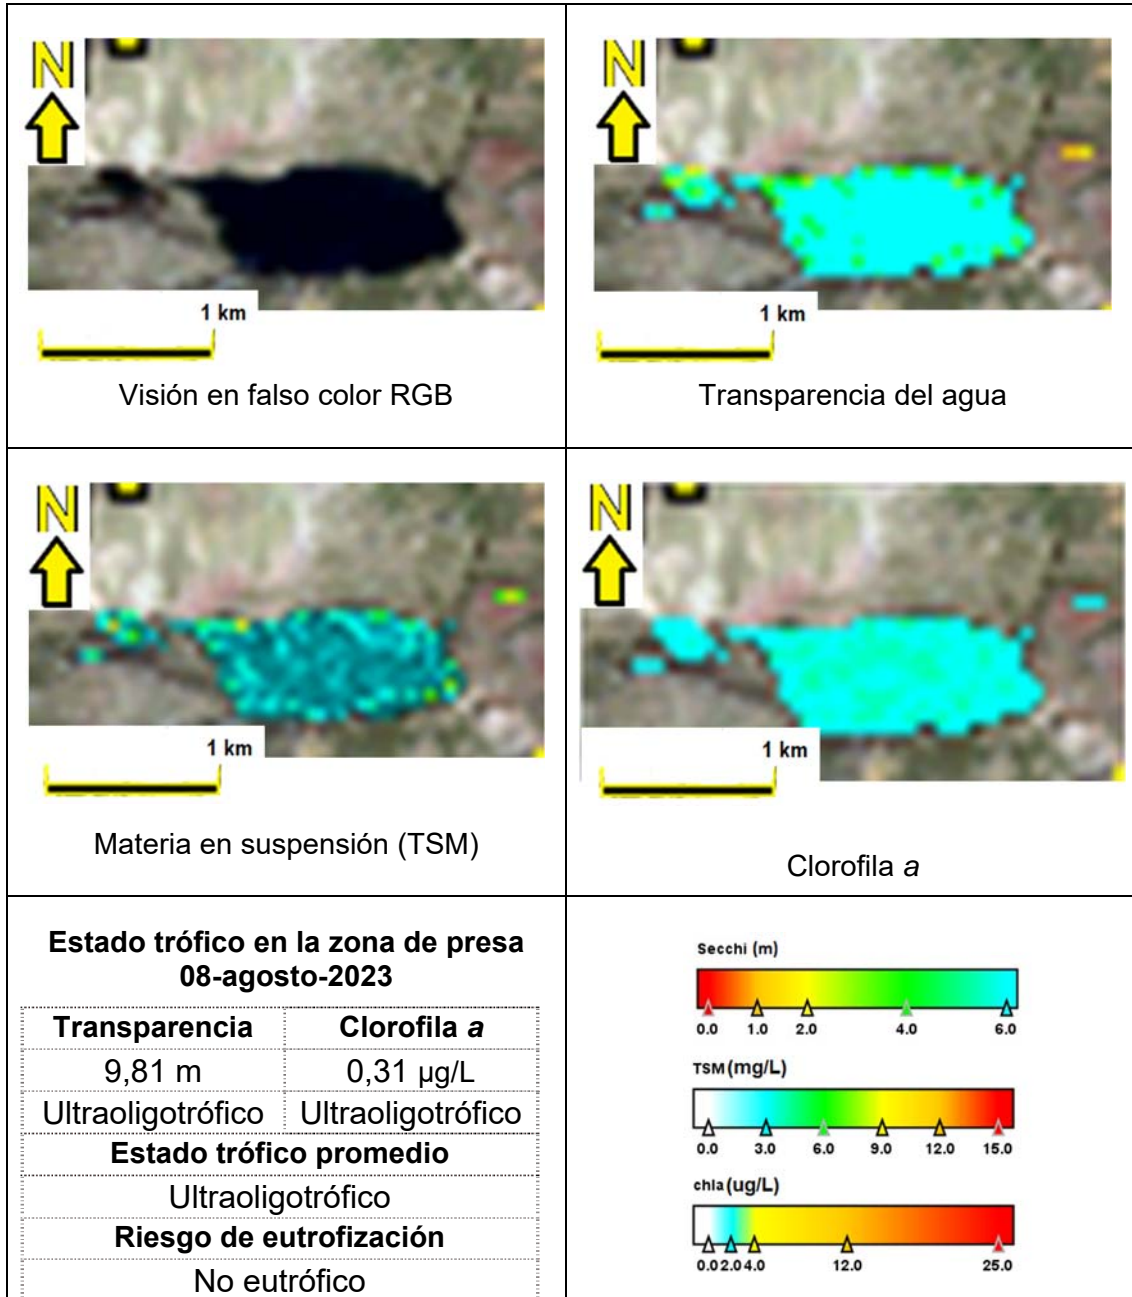 N
1 km
Visión en falso color RGB
N
1 km
Transparencia del agua
N
1 km
Materia en suspensión (TSM)
N
1 km
Clorofila a
Estado trófico en la zona de presa
08-agosto-2023
Transparencia Clorofila a
9,81 m 0,31 µg/L
Ultraoligotrófico Ultraoligotrófico
Estado trófico promedio
Ultraoligotrófico
Riesgo de eutrofización
No eutrófico
Secchi (m)
0.0 1.0 2.0 4.0 6.0
TSM (mg/L)
0.0 3.0 6.0 9.0 12.0 15.0
chla (ug/L)
0.0 2.0 4.0 12.0 25.0